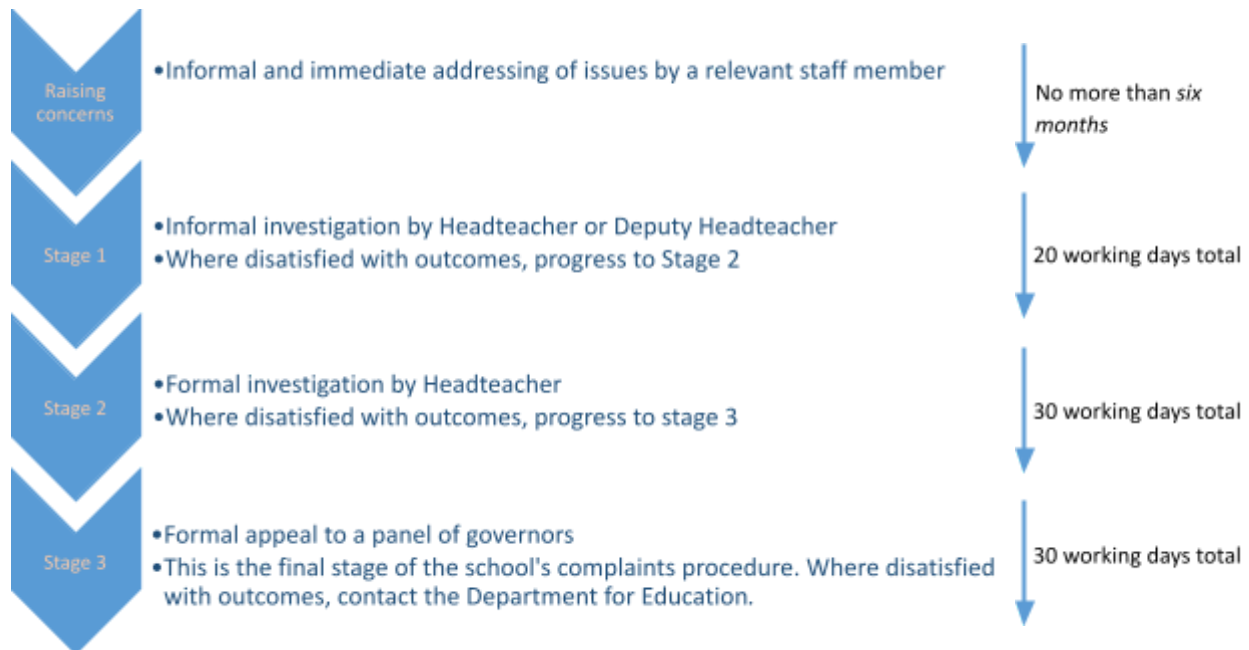 Raising
concerns
•Informal and immediate addressing of issues by a relevant staff member
No more than six
months
Stage 1
•Informal investigation by Headteacher or Deputy Headteacher
•Where disatisfied with outcomes, progress to Stage 2
20 working days total
Stage 2
•Formal investigation by Headteacher
•Where disatisfied with outcomes, progress to stage 3
30 working days total
Stage 3
•Formal appeal to a panel of governors
•This is the final stage of the school's complaints procedure. Where disatisfied
with outcomes, contact the Department for Education.
30 working days total